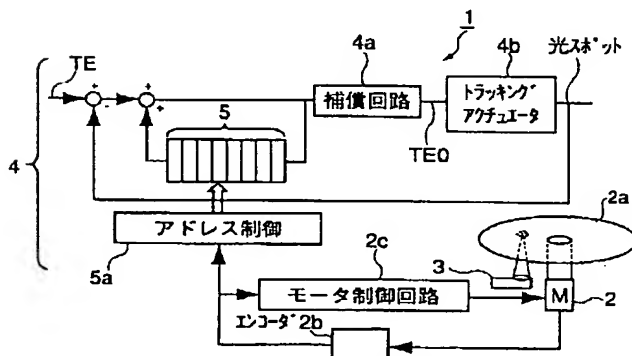 1
TE
4a
4b
光スポット
補償回路
トラッキング
アクチュエータ
TEO
+
-
+
+
5
4
アドレス制御
5a
2a
2c
3
モータ制御回路
M
2
エンコーダ 2b